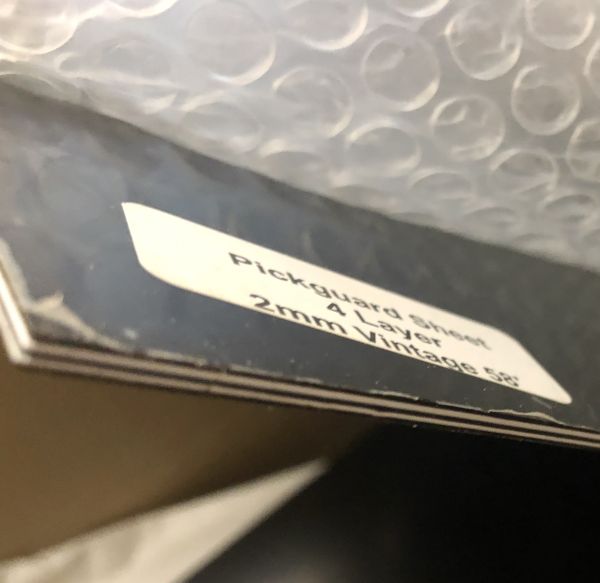 Pickguard Sheet
4 Layer
2mm Vintage 58'